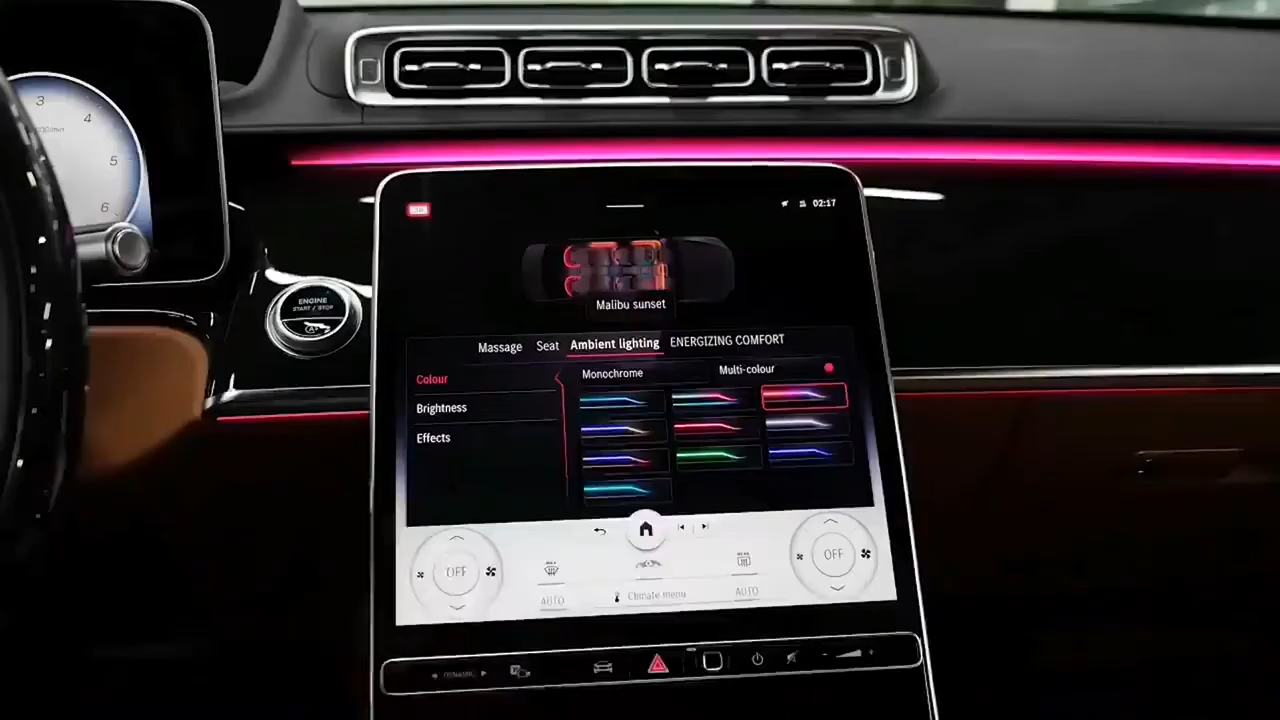 3
4
5
6
ENGINE
START / STOP
02:17
Malibu sunset
Massage Seat Ambient lighting ENERGIZING COMFORT
Colour
Monochrome
Multi-colour
Brightness
Effects
OFF
OFF
AUTO
Climate menu
AUTO
DYNAMIC